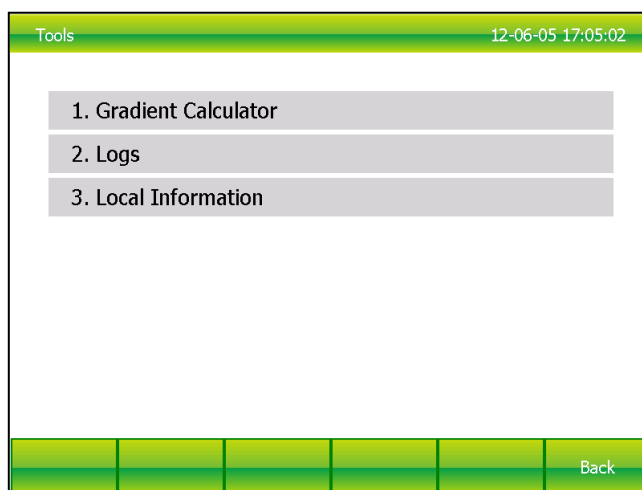 Tools 12-06-05 17:05:02
1. Gradient Calculator
2. Logs
3. Local Information
Back